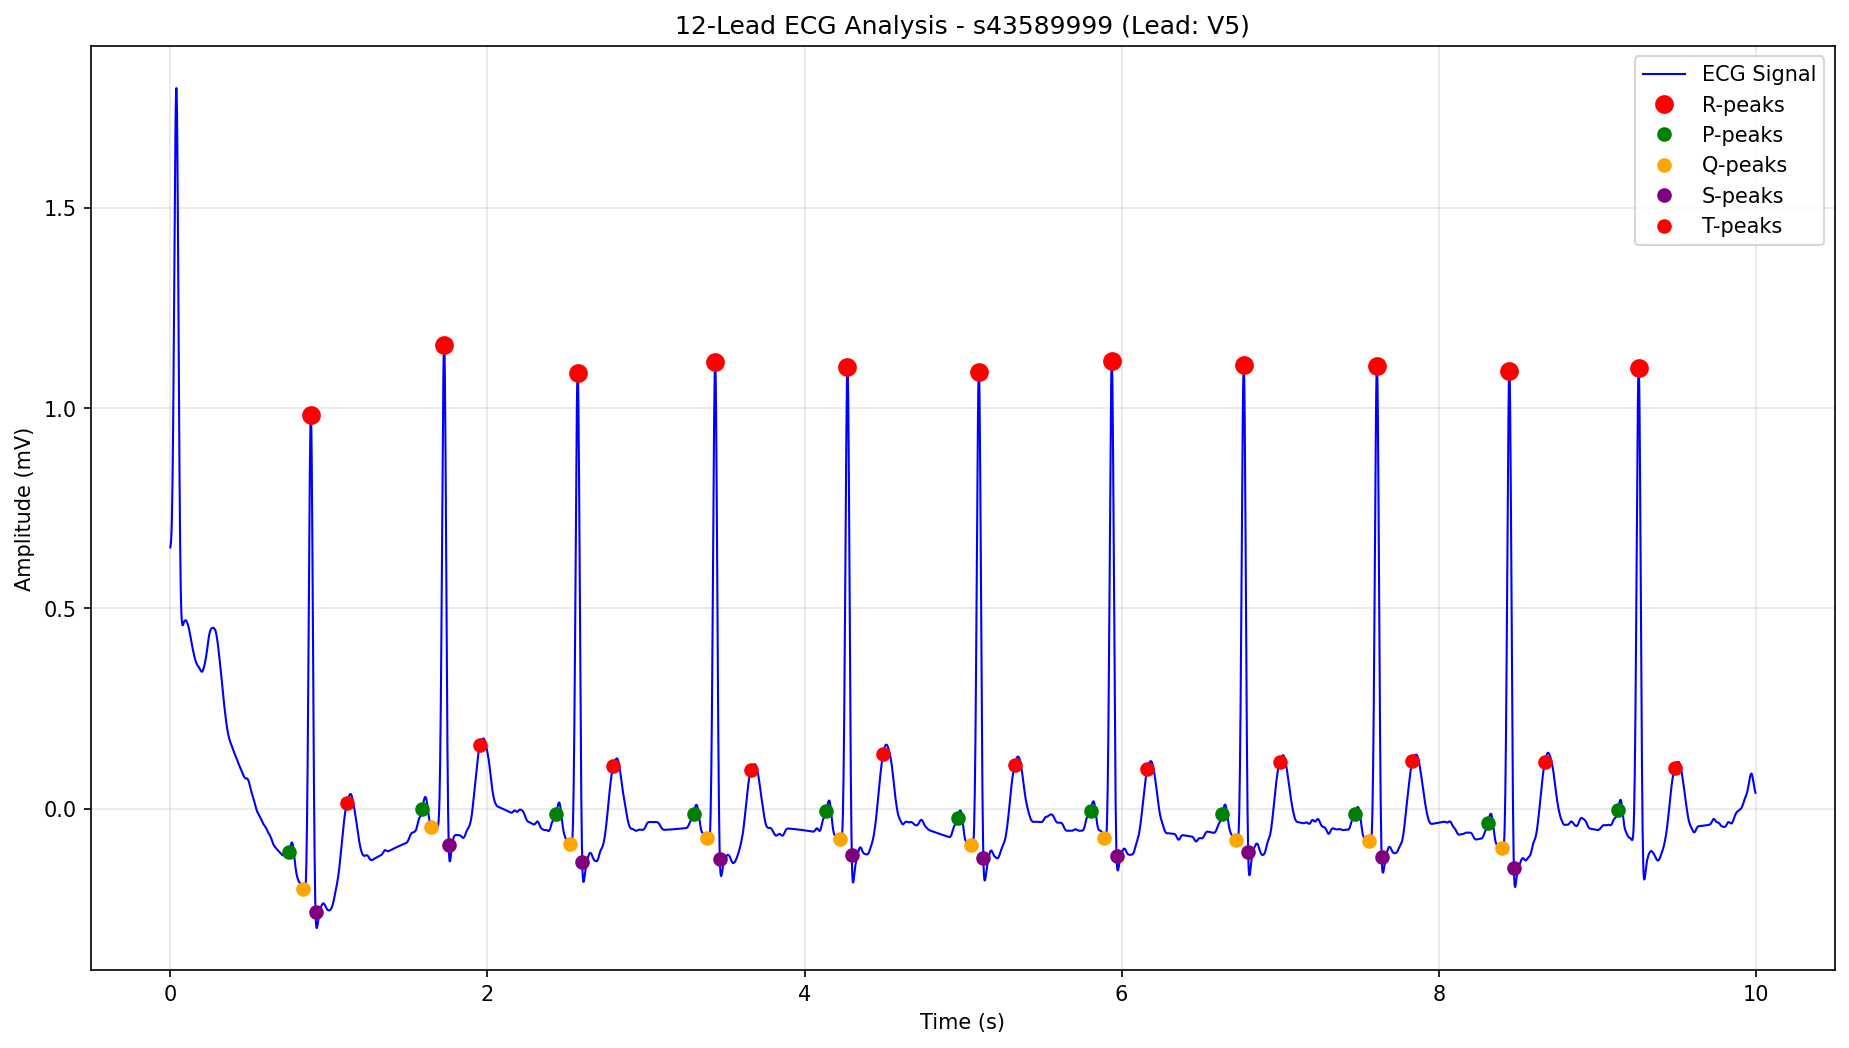 12-Lead ECG Analysis - s43589999 (Lead: V5)
ECG Signal
R-peaks
P-peaks
Q-peaks
S-peaks
T-peaks
Amplitude (mV)
1.5
1.0
0.5
0.0
0 2 4 6 8 10
Time (s)